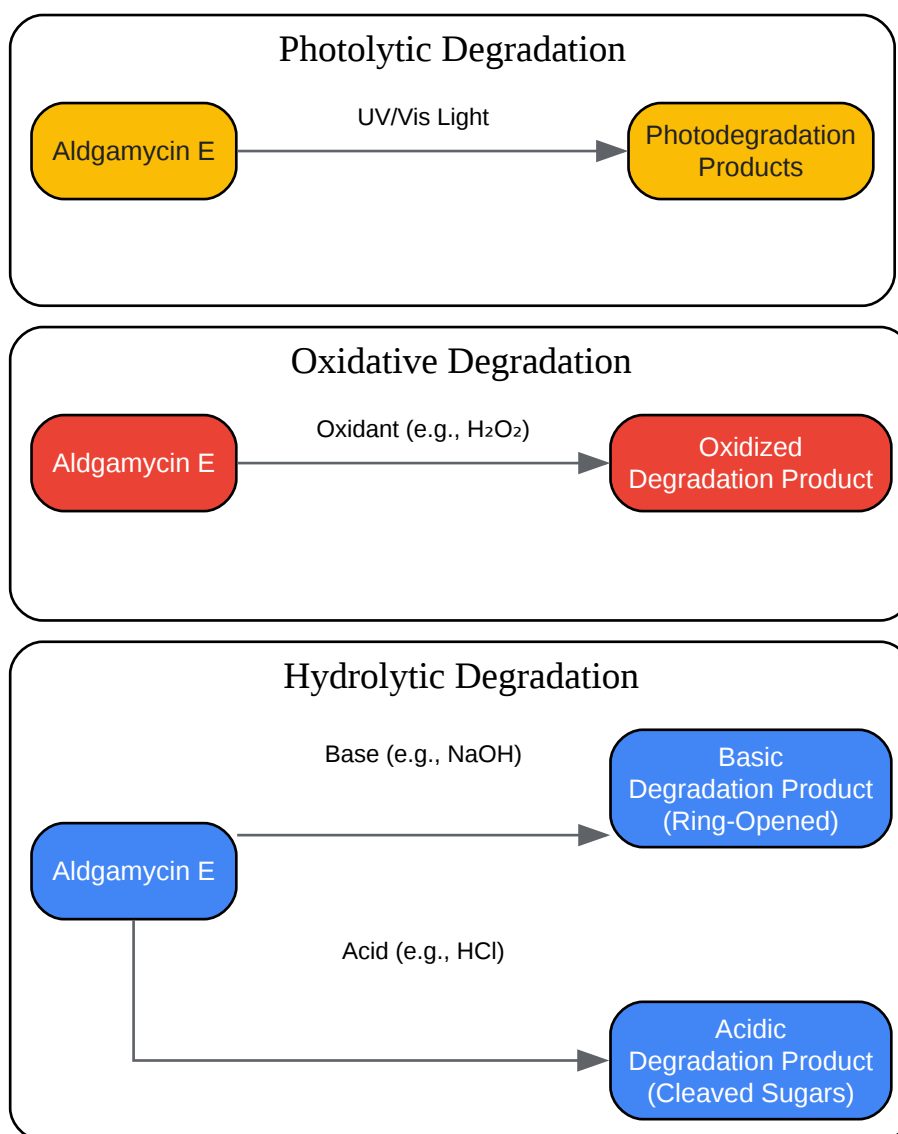 Photolytic Degradation
UV/Vis Light
Aldgamycin E
Photodegradation
Products
Oxidative Degradation
Oxidant (e.g., H₂O₂)
Aldgamycin E
Oxidized
Degradation Product
Hydrolytic Degradation
Base (e.g., NaOH)
Basic
Degradation Product
(Ring-Opened)
Aldgamycin E
Acid (e.g., HCl)
Acidic
Degradation Product
(Cleaved Sugars)